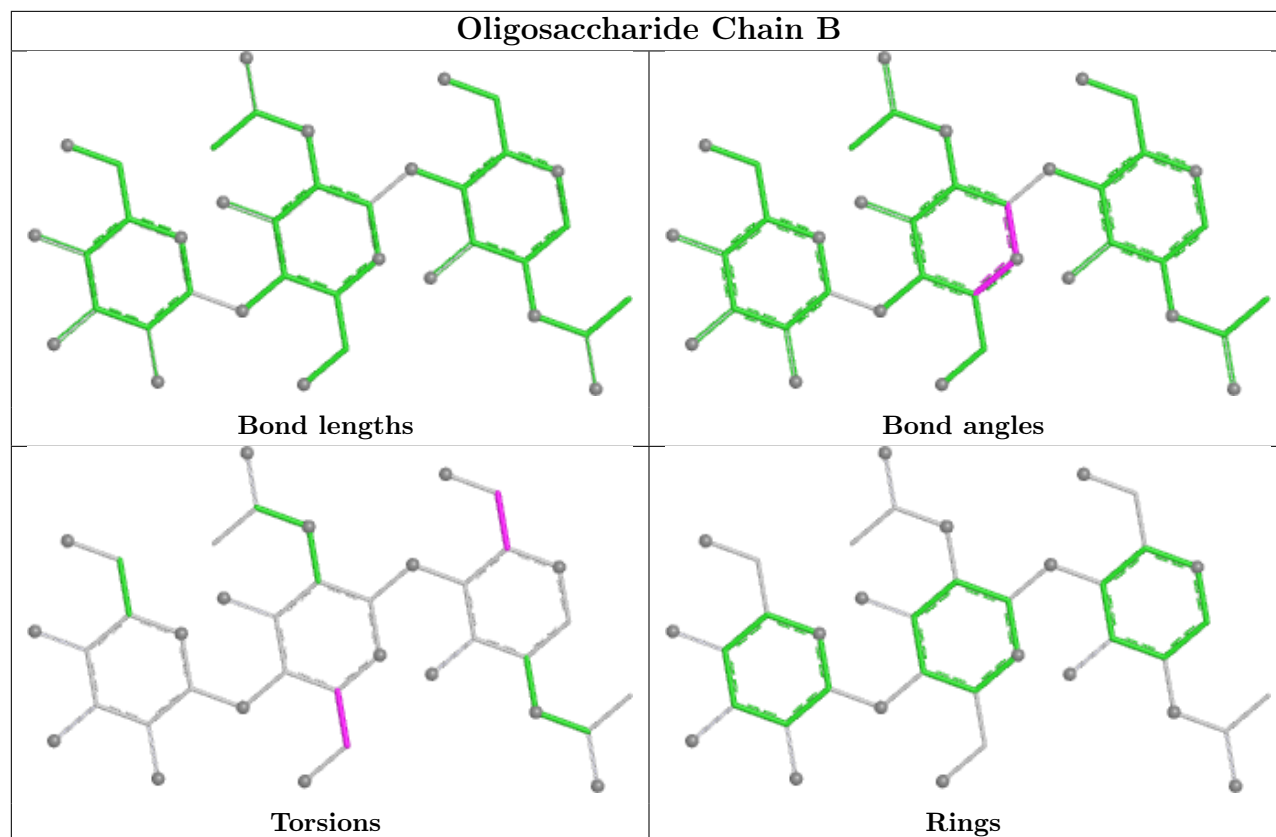 Oligosaccharide Chain B
Bond lengths
Bond angles
Torsions
Rings